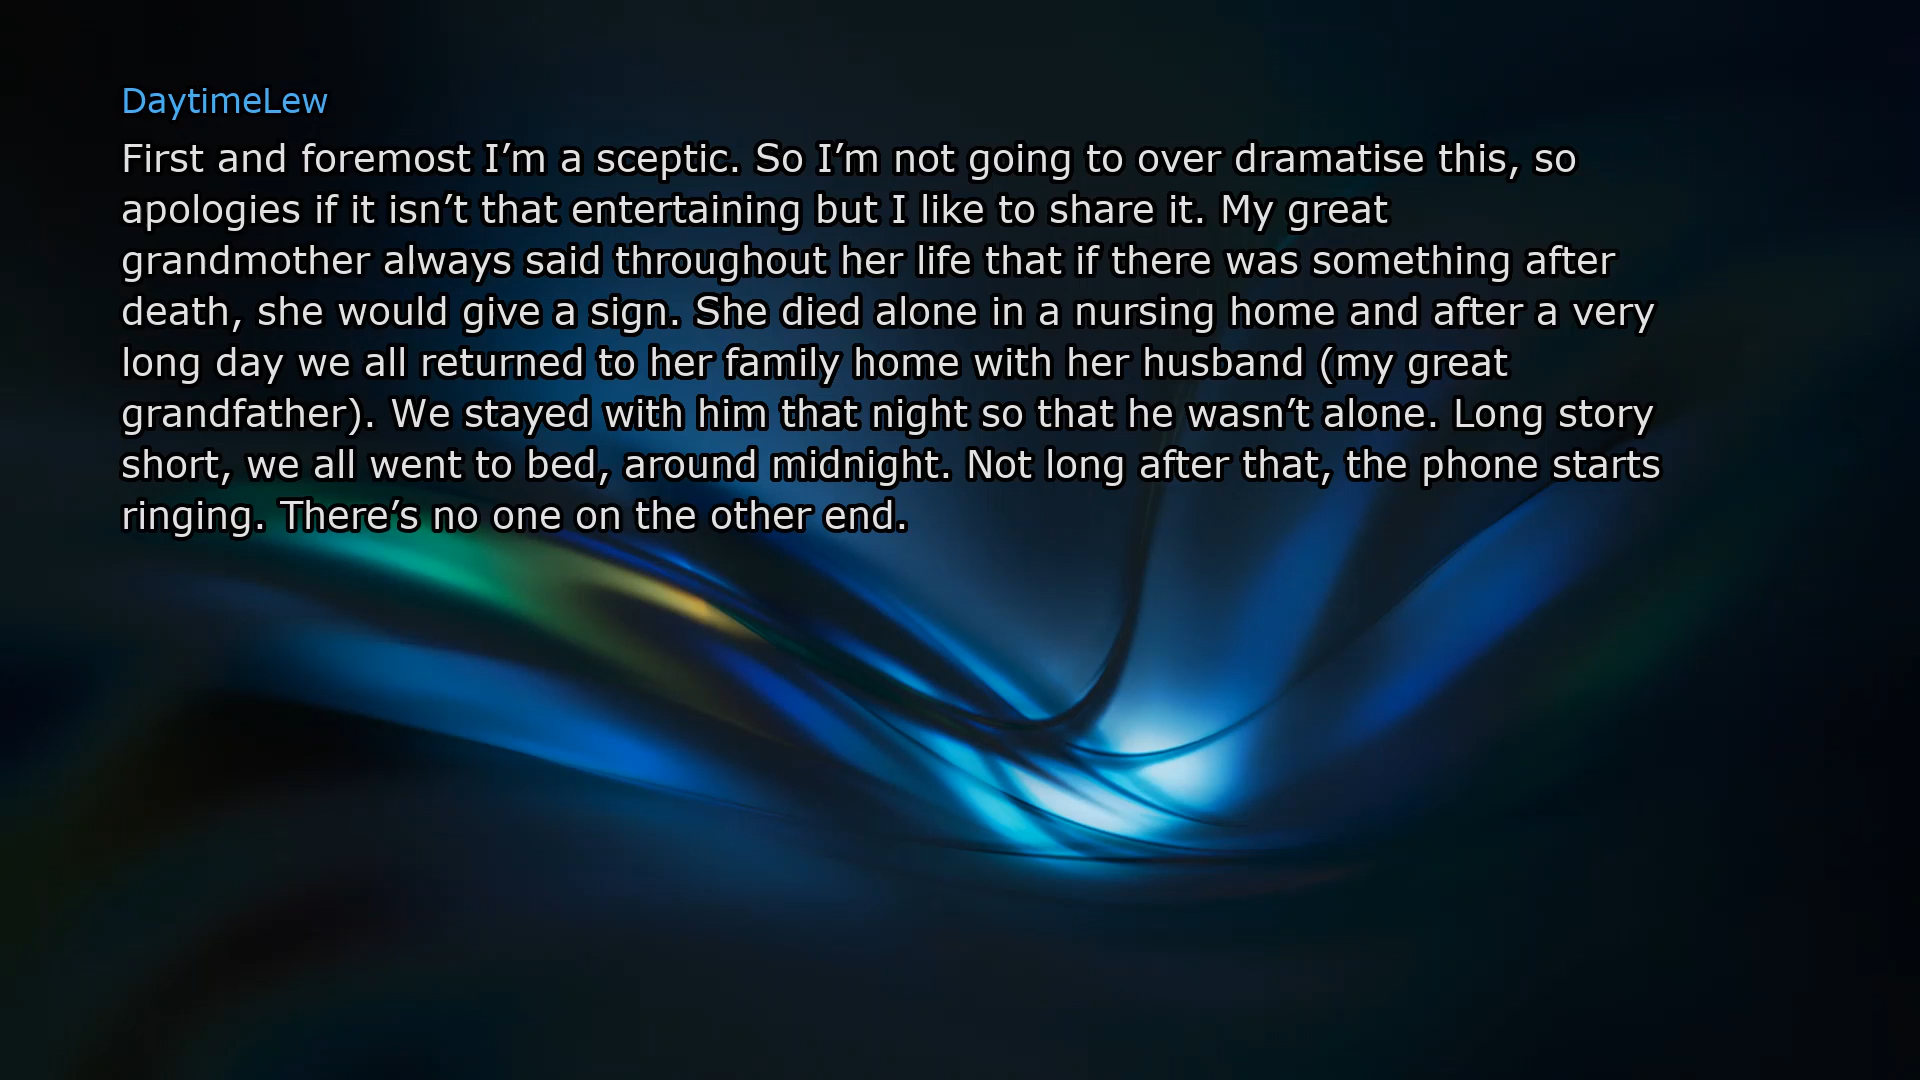 DaytimeLew
First and foremost I’m a sceptic. So I’m not going to over dramatise this, so
apologies if it isn’t that entertaining but I like to share it. My great
grandmother always said throughout her life that if there was something after
death, she would give a sign. She died alone in a nursing home and after a very
long day we all returned to her family home with her husband (my great
grandfather). We stayed with him that night so that he wasn’t alone. Long story
short, we all went to bed, around midnight. Not long after that, the phone starts
ringing. There’s no one on the other end.